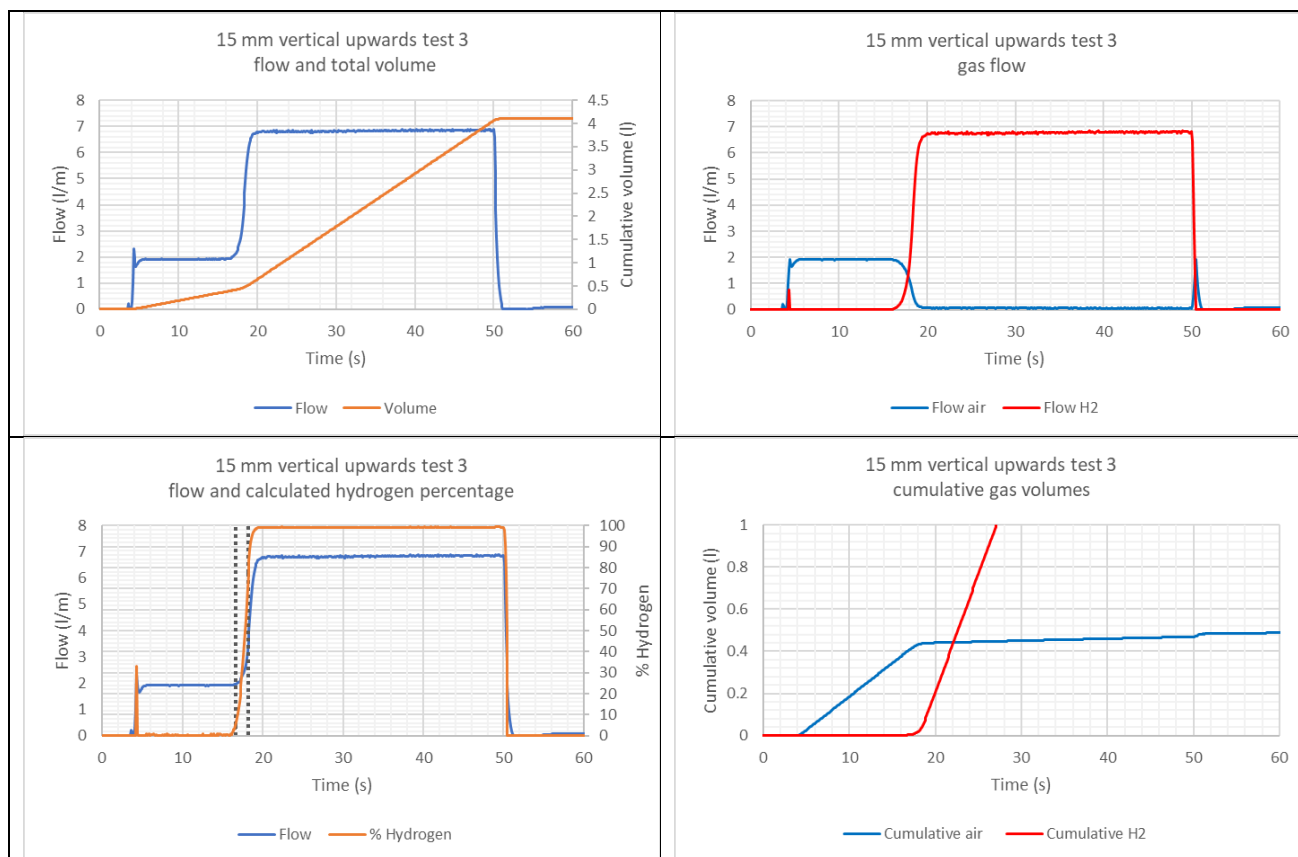 15 mm vertical upwards test 3
flow and total volume
8
7
6
5
4
3
2
1
0
4.5
4
3.5
3
2.5
2
1.5
1
0.5
0
Flow (l/m)
Cumulative volume (l)
0 10 20 30 40 50 60
Time (s)
Flow Volume
15 mm vertical upwards test 3
gas flow
8
7
6
5
4
3
2
1
0
Flow (l/m)
0 10 20 30 40 50 60
Time (s)
Flow air Flow H2
15 mm vertical upwards test 3
flow and calculated hydrogen percentage
8
7
6
5
4
3
2
1
0
100
90
80
70
60
50
40
30
20
10
0
Flow (l/m)
% Hydrogen
0 10 20 30 40 50 60
Time (s)
Flow % Hydrogen
15 mm vertical upwards test 3
cumulative gas volumes
1
0.8
0.6
0.4
0.2
0
Cumulative volume (l)
0 10 20 30 40 50 60
Time (s)
Cumulative air Cumulative H2